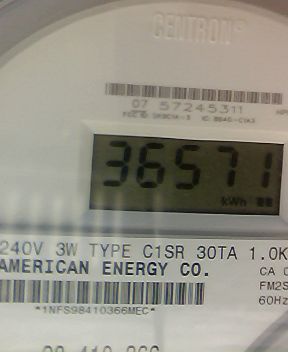 CENTRON®
07 57245311
36571
kWh
240V 3W TYPE C1SR 30TA 1.0K
AMERICAN ENERGY CO.
CA 0
FM2S
60Hz
*1NFS98410366MEC*